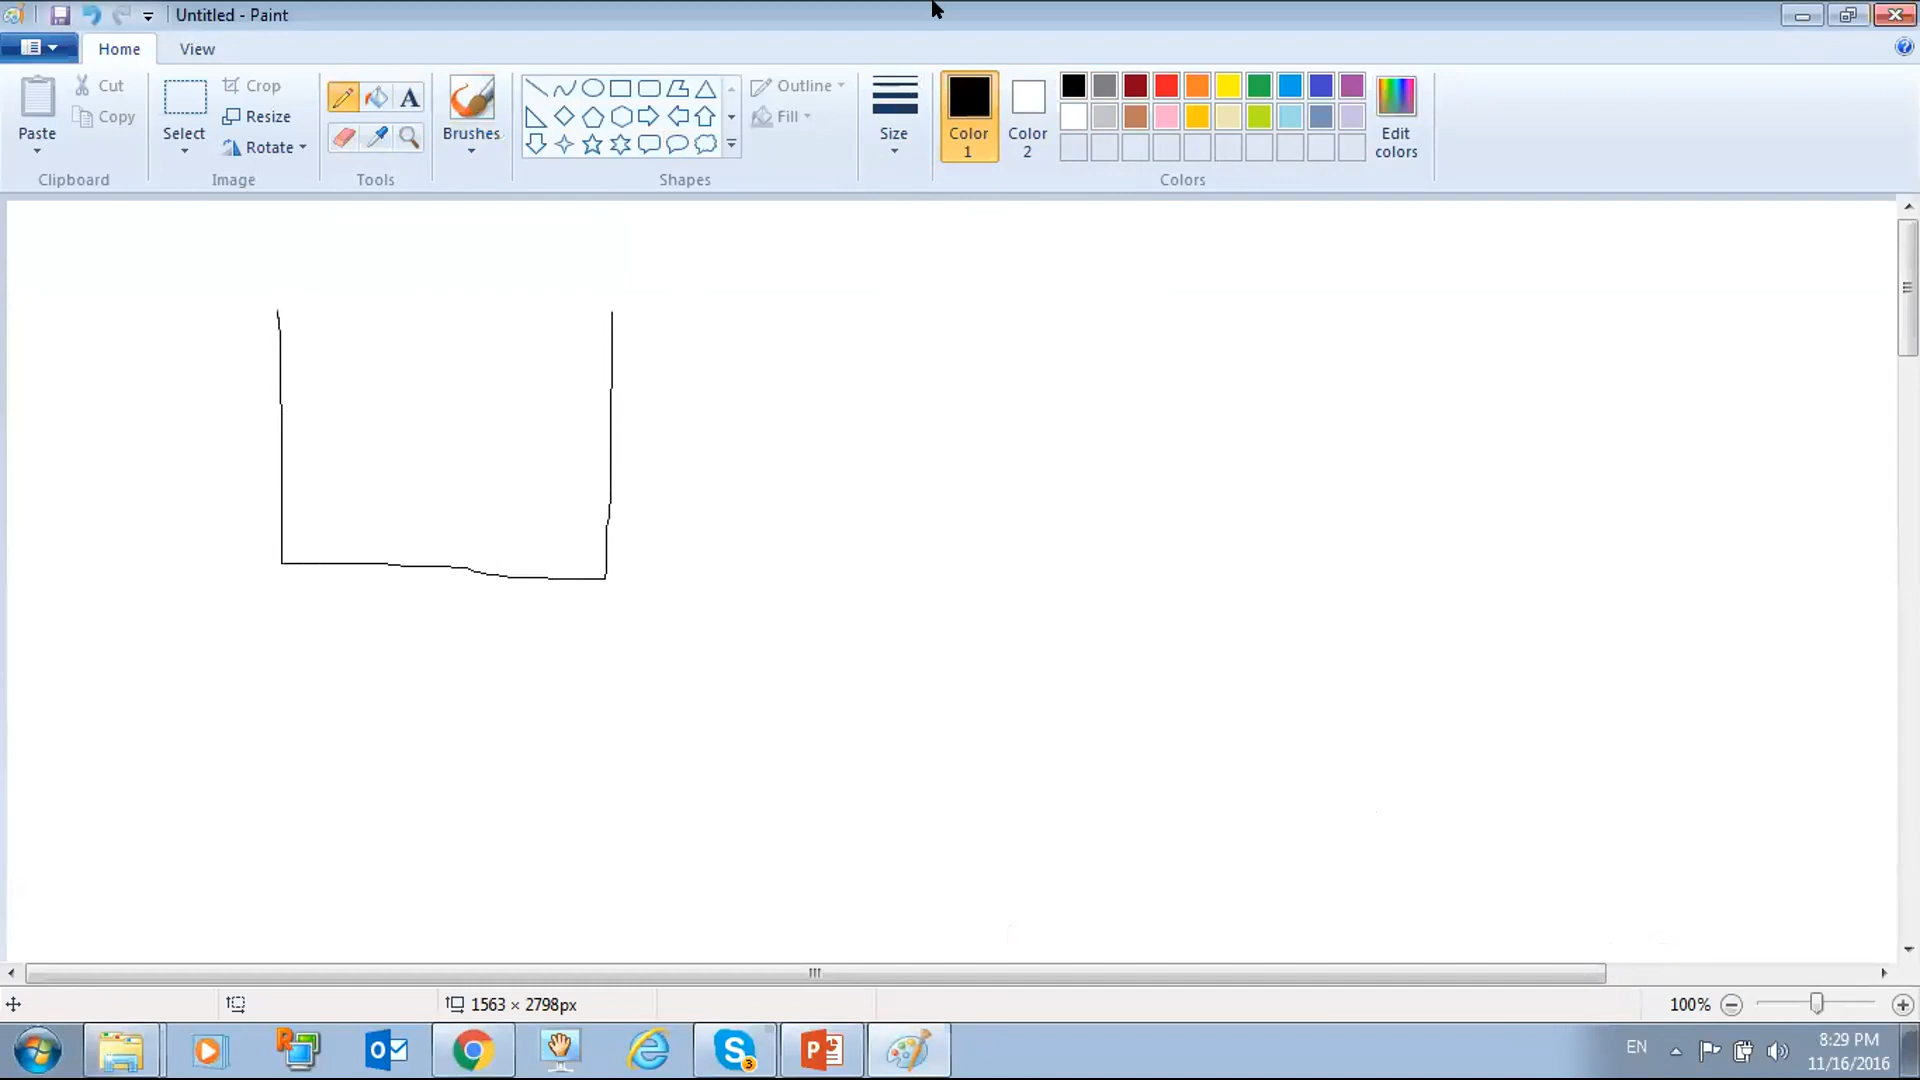 Untitled - Paint
Home View
Paste
Cut
Copy
Clipboard
Select
Crop
Resize
Rotate
Image
A
Tools
Brushes
Outline
Fill
Shapes
Size
Color 1
Color 2
Edit colors
Colors
1563 × 2798px
100%
EN
8:29 PM
11/16/2016